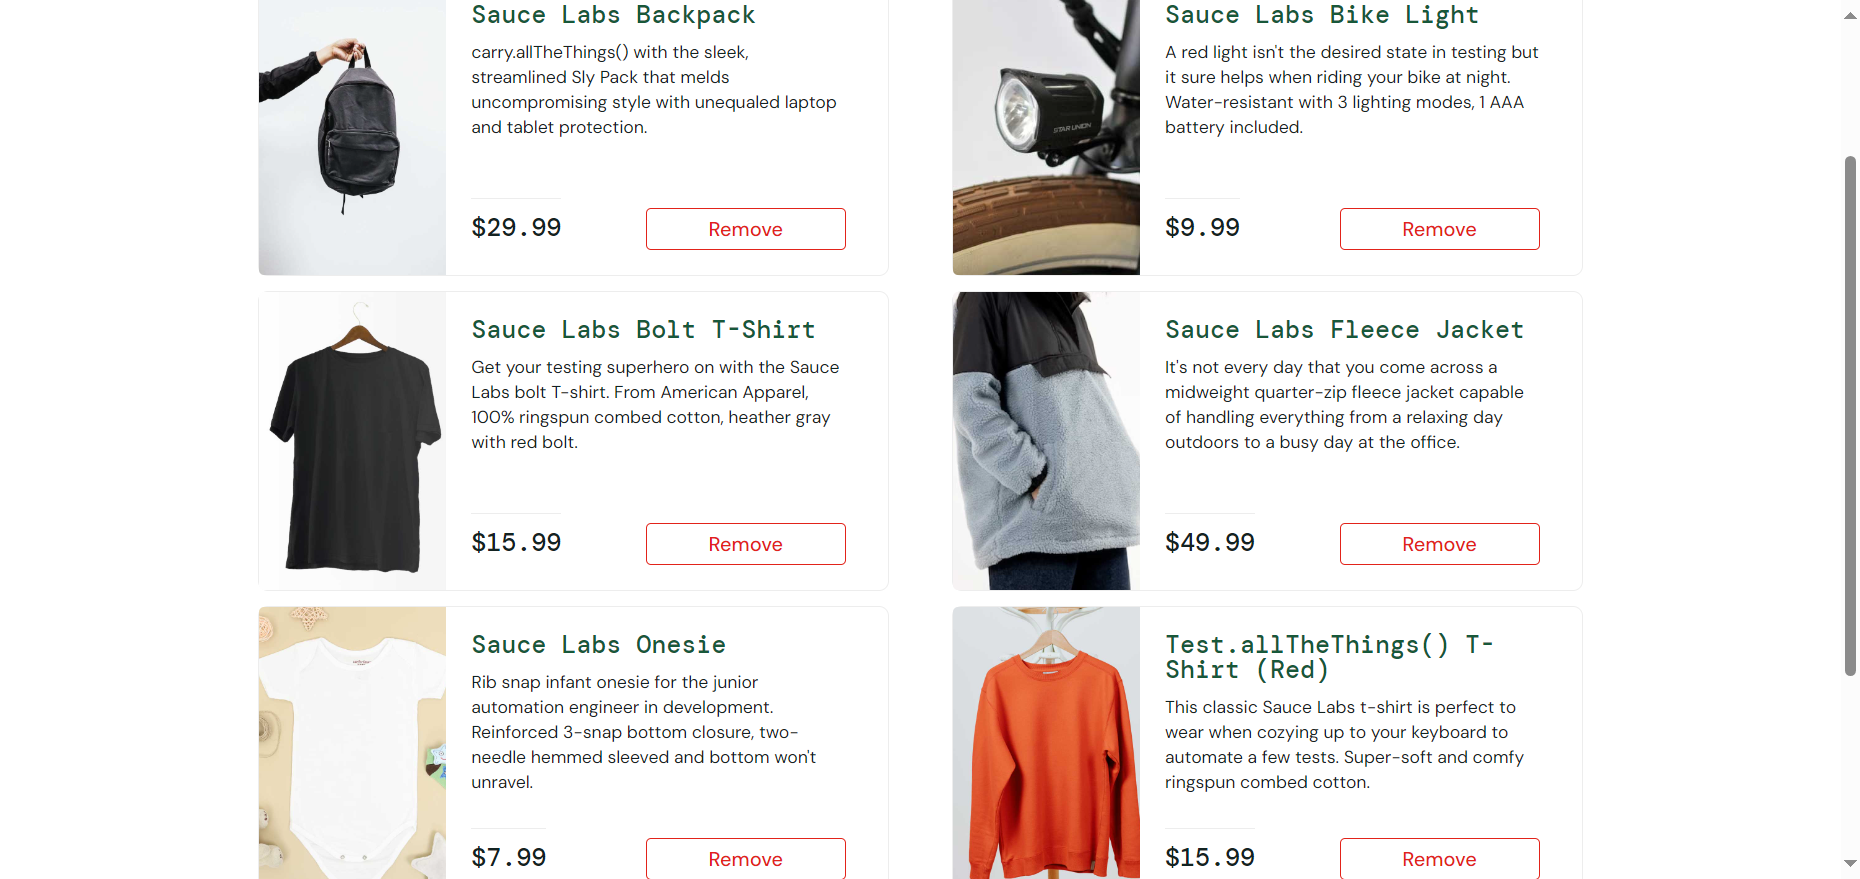 Sauce Labs Backpack
carry.allTheThings() with the sleek,
streamlined Sly Pack that melds
uncompromising style with unequaled laptop
and tablet protection.
$29.99
Remove
Sauce Labs Bike Light
A red light isn't the desired state in testing but
it sure helps when riding your bike at night.
Water-resistant with 3 lighting modes, 1 AAA
battery included.
STAR UNION
$9.99
Remove
Sauce Labs Bolt T-Shirt
Get your testing superhero on with the Sauce
Labs bolt T-shirt. From American Apparel,
100% ringspun combed cotton, heather gray
with red bolt.
$15.99
Remove
Sauce Labs Fleece Jacket
It's not every day that you come across a
midweight quarter-zip fleece jacket capable
of handling everything from a relaxing day
outdoors to a busy day at the office.
$49.99
Remove
Sauce Labs Onesie
Rib snap infant onesie for the junior
automation engineer in development.
Reinforced 3-snap bottom closure, two-
needle hemmed sleeved and bottom won't
unravel.
$7.99
Remove
Test.allTheThings() T-
Shirt (Red)
This classic Sauce Labs t-shirt is perfect to
wear when cozying up to your keyboard to
automate a few tests. Super-soft and comfy
ringspun combed cotton.
$15.99
Remove